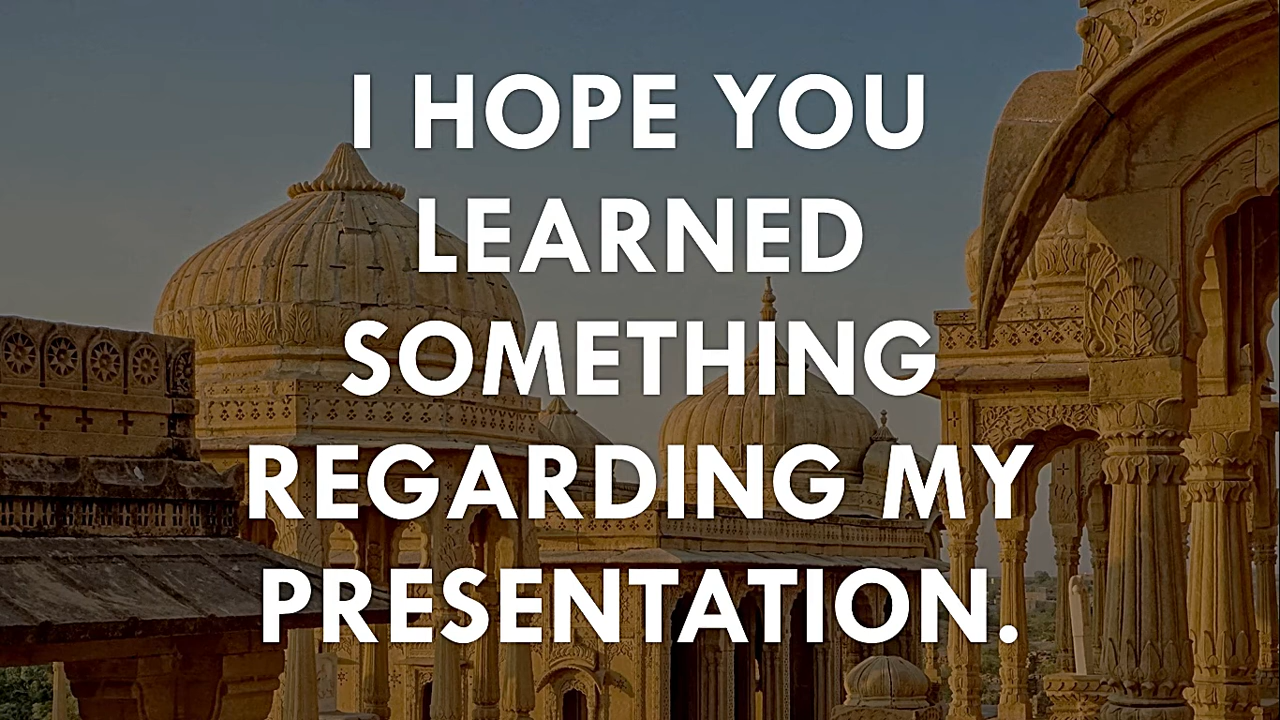 I HOPE YOU
LEARNED
SOMETHING
REGARDING MY
PRESENTATION.